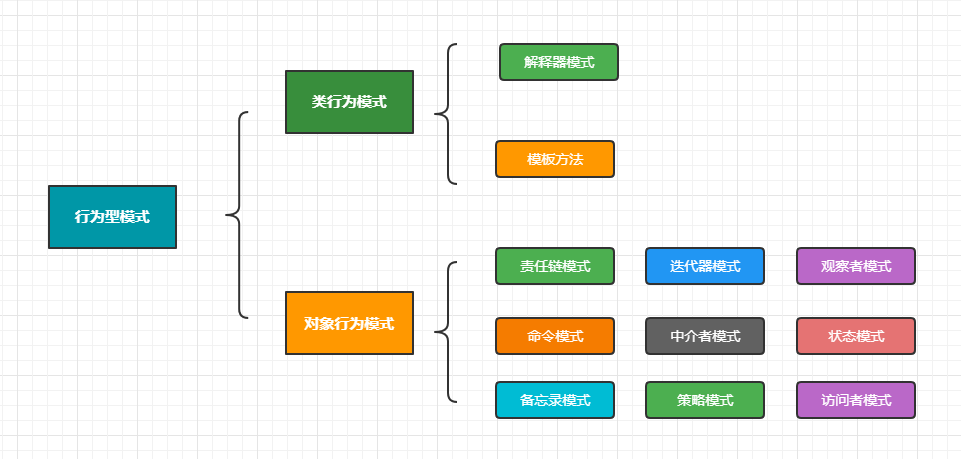 行为型模式
类行为模式
解释器模式
模板方法
对象行为模式
责任链模式
迭代器模式
观察者模式
命令模式
中介者模式
状态模式
备忘录模式
策略模式
访问者模式